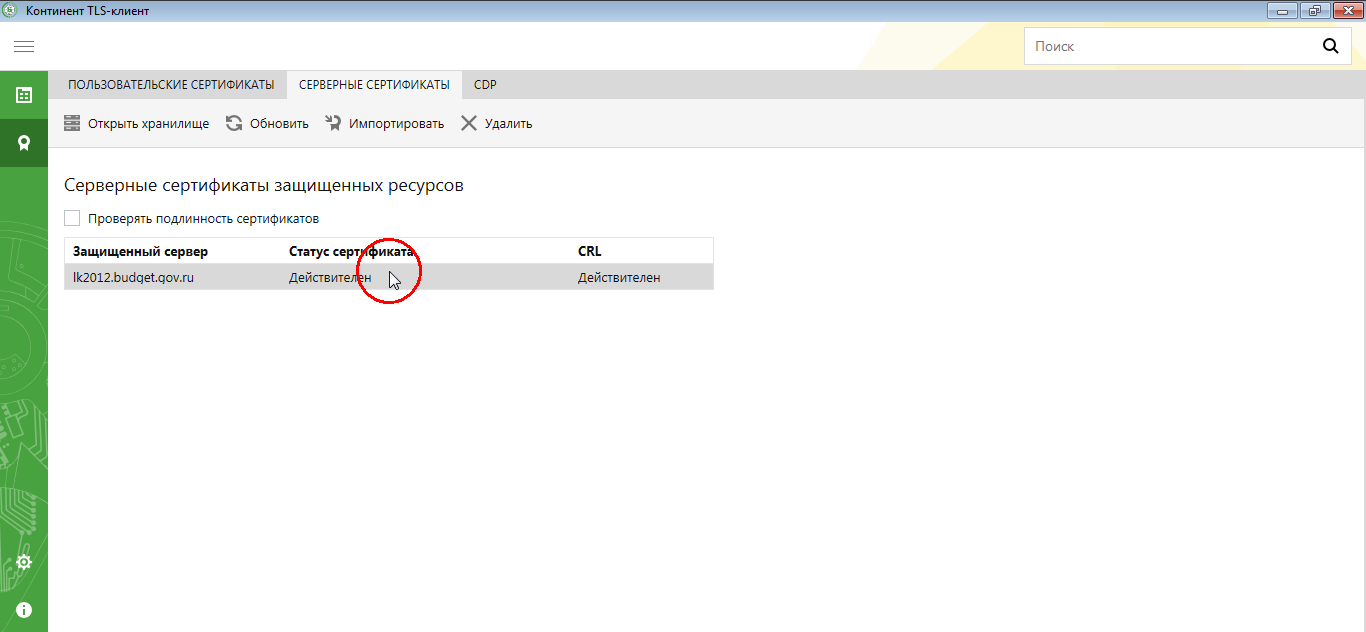 Континент TLS-клиент
Поиск
ПОЛЬЗОВАТЕЛЬСКИЕ СЕРТИФИКАТЫ СЕРВЕРНЫЕ СЕРТИФИКАТЫ CDP
Открыть хранилище Обновить Импортировать Удалить
Серверные сертификаты защищенных ресурсов
Проверять подлинность сертификатов
Защищенный сервер Статус сертификата CRL
lk2012.budget.gov.ru Действителен Действителен